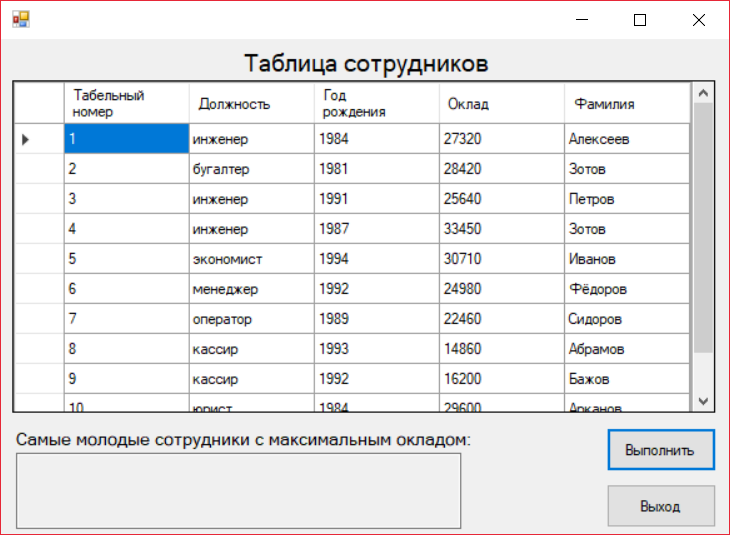 Таблица сотрудников
Табельный номер Должность Год рождения Оклад Фамилия
1 инженер 1984 27320 Алексеев
2 бугалтер 1981 28420 Зотов
3 инженер 1991 25640 Петров
4 инженер 1987 33450 Зотов
5 экономист 1994 30710 Иванов
6 менеджер 1992 24980 Фёдоров
7 оператор 1989 22460 Сидоров
8 кассир 1993 14860 Абрамов
9 кассир 1992 16200 Бажов
10 юрист 1984 29600 Арканов
Самые молодые сотрудники с максимальным окладом:
Выполнить
Выход